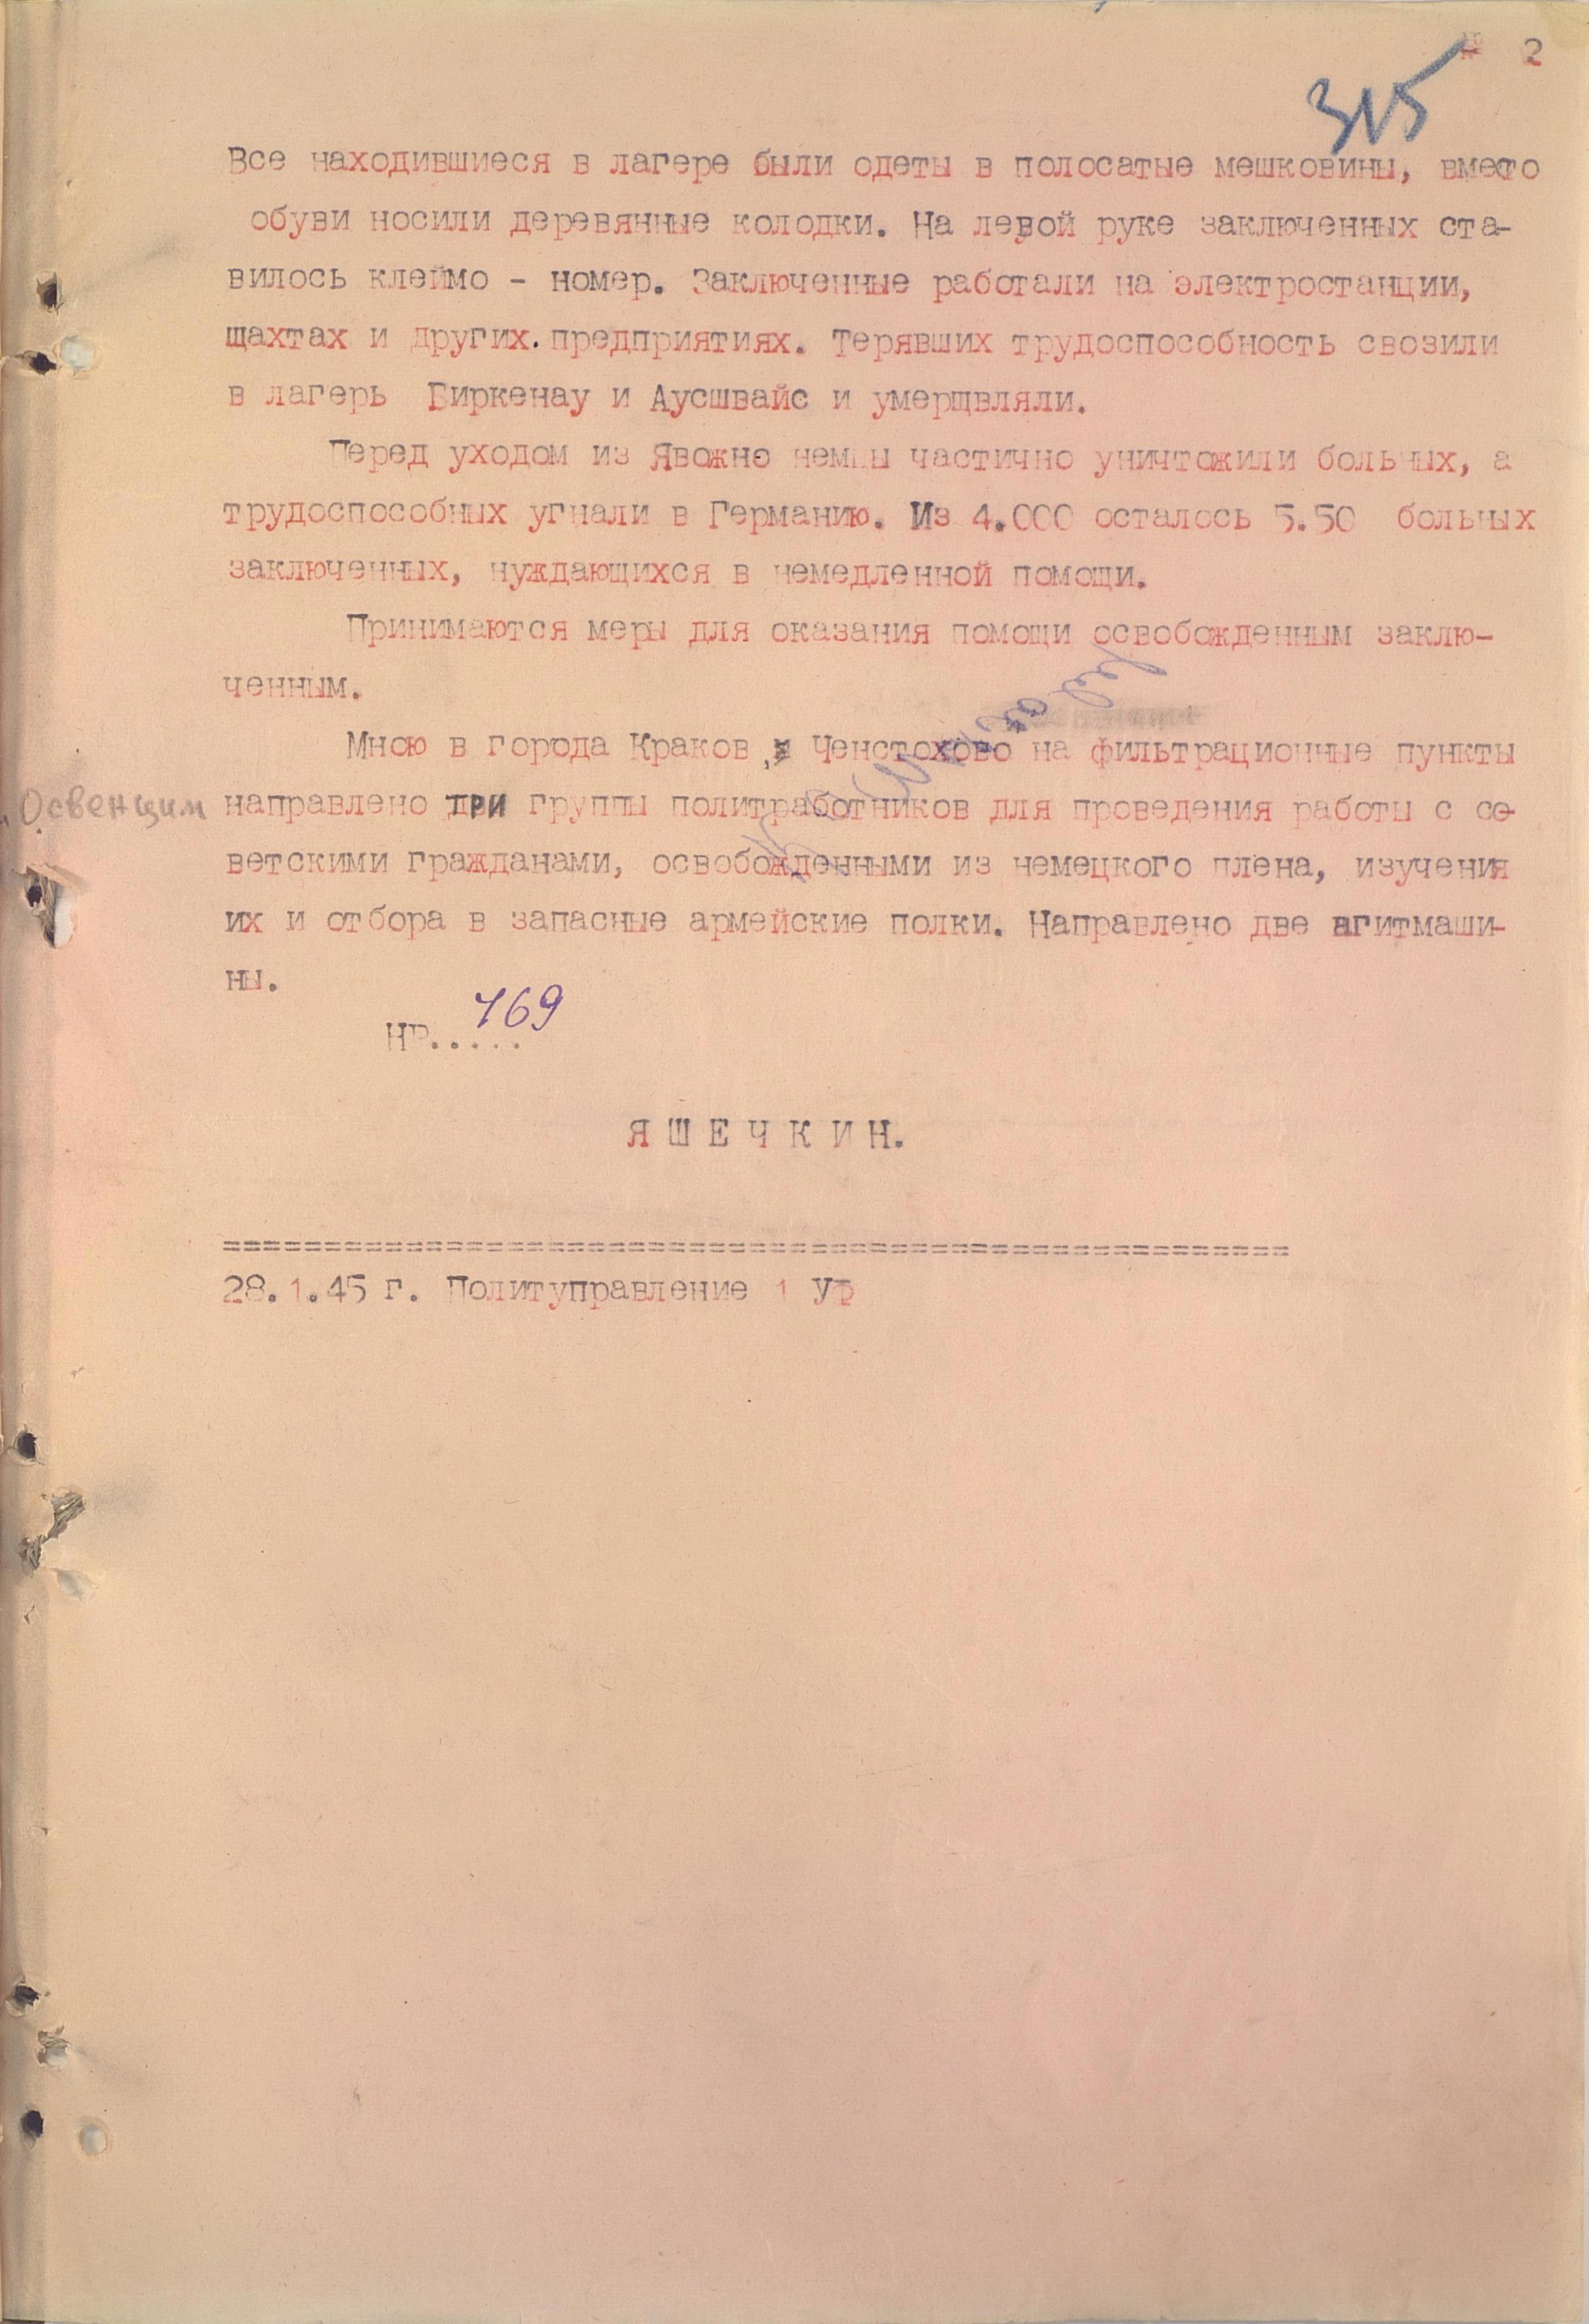 2
315
Все находившиеся в лагере были одеты в полосатые мешковины, вместо
обуви носили деревянные колодки. На левой руке заключенных ста-
вилось клеймо - номер. Заключенные работали на электростанции,
щахтах и других.предприятиях. Терявших трудоспособность свозили
в лагерь Биркенау и Аусшвайс и умерщвляли.
Перед уходом из Явожно немцы частично уничтожили больных, а
трудоспособных угнали в Германию. Из 4.000 осталось 5.50 больных
заключенных, нуждающихся в немедленной помощи.
Принимаются меры для оказания помощи освобожденным заклю-
ченным.
Мною в города Краков, и Ченстохово на фильтрационные пункты
Освенцим
направлено три группы политработников для проведения работы с со-
ветскими гражданами, освобожденными из немецкого плена, изучения
их и отбора в запасные армейские полки. Направлено две агитмаши-
ны.
НР..... 769
ЯШЕЧКИН.
28.1.45 г. Политуправление 1 УФ